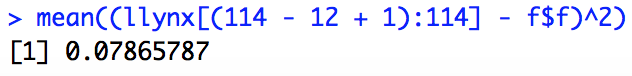 > mean((llynx[(114 - 12 + 1):114] - f$f)^2)
[1] 0.07865787